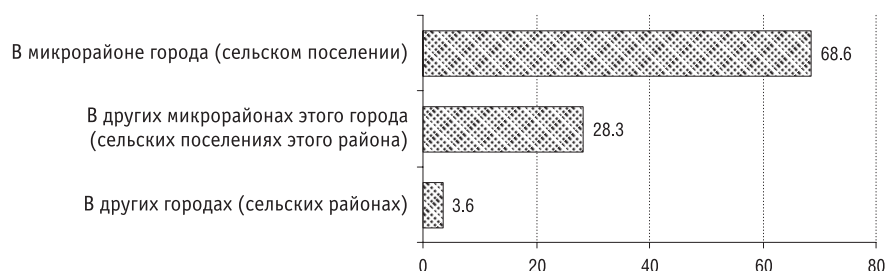 В микрорайоне города (сельском поселении)
68.6
В других микрорайонах этого города
(сельских поселениях этого района)
28.3
В других городах (сельских районах)
3.6
0 20 40 60 80